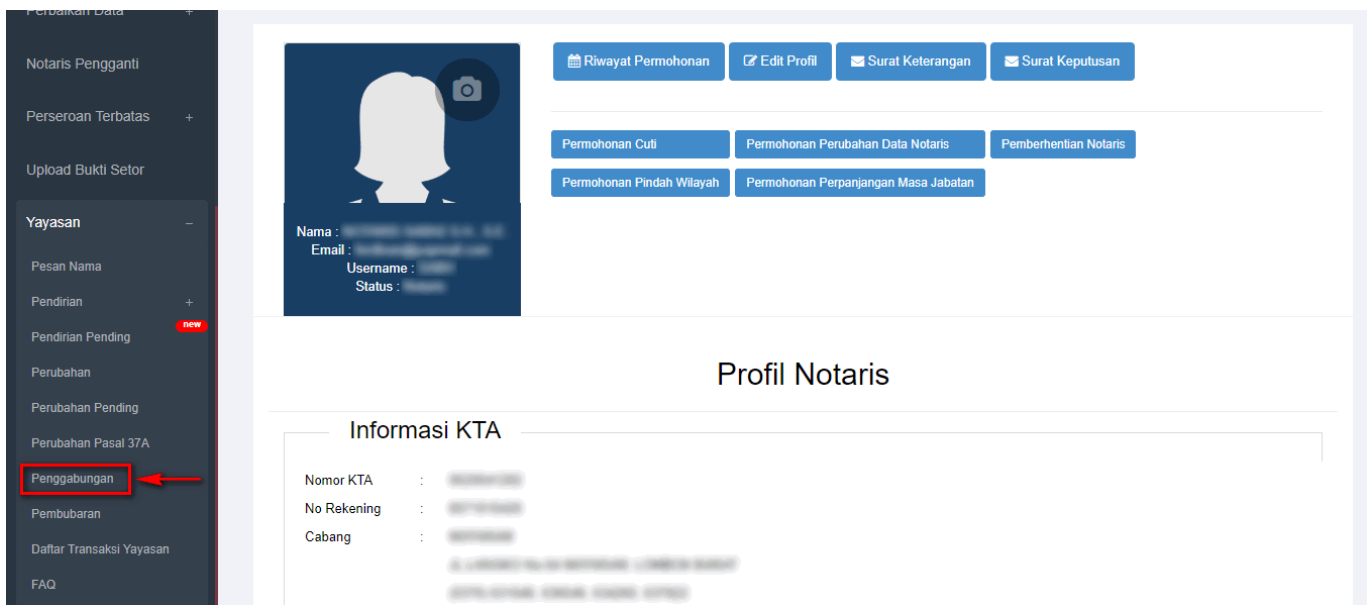 Perbaikan Data +
Notaris Pengganti
Perseroan Terbatas +
Upload Bukti Setor
Yayasan −
Pesan Nama
Pendirian +
new
Pendirian Pending
Perubahan
Perubahan Pending
Perubahan Pasal 37A
Penggabungan
Pembubaran
Daftar Transaksi Yayasan
FAQ
Riwayat Permohonan Edit Profil Surat Keterangan Surat Keputusan
Permohonan Cuti Permohonan Perubahan Data Notaris Pemberhentian Notaris
Permohonan Pindah Wilayah Permohonan Perpanjangan Masa Jabatan
Nama :
Email :
Username :
Status :
Profil Notaris
Informasi KTA
Nomor KTA :
No Rekening :
Cabang :